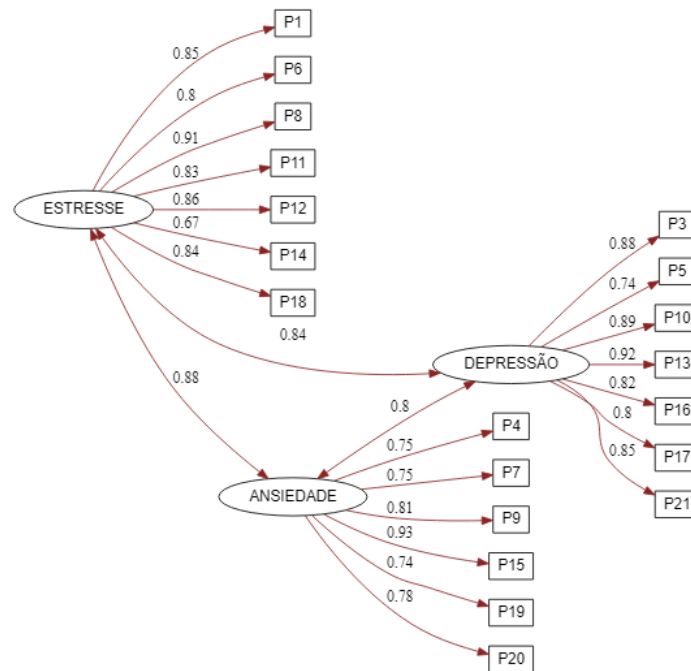 P1
0.85
P6
0.8
P8
0.91
P11
0.83
ESTRESSE
0.86
P12
0.67
P14
0.84
P18
0.84
0.88
P3
0.88
P5
0.74
P10
0.89
DEPRESSÃO
0.92
P13
0.82
P16
0.8
P17
0.85
P21
0.8
P4
0.75
P7
0.75
ANSIEDADE
0.81
P9
0.93
P15
0.74
P19
0.78
P20